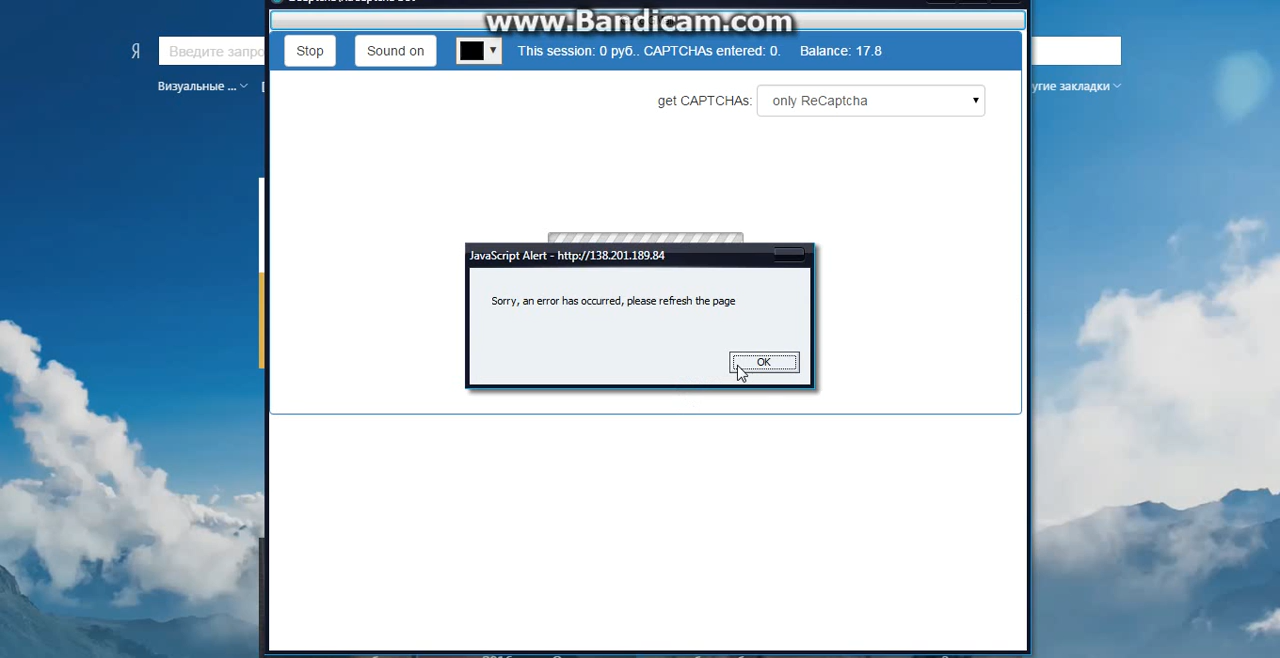 www.Bandicam.com
Я
Введите запро
Stop
Sound on
This session: 0 руб.. CAPTCHAs entered: 0. Balance: 17.8
Визуальные ...
угие закладки
get CAPTCHAs: only ReCaptcha
JavaScript Alert - http://138.201.189.84
Sorry, an error has occurred, please refresh the page
OK